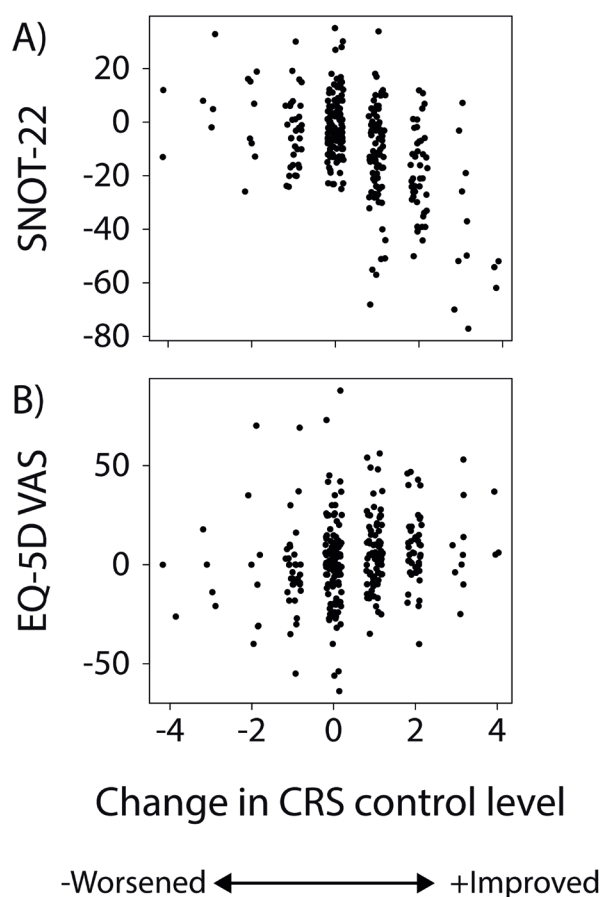 A)
SNOT-22
20
0
-20
-40
-60
-80
B)
EQ-5D VAS
50
0
-50
-4 -2 0 2 4
Change in CRS control level
-Worsened +Improved